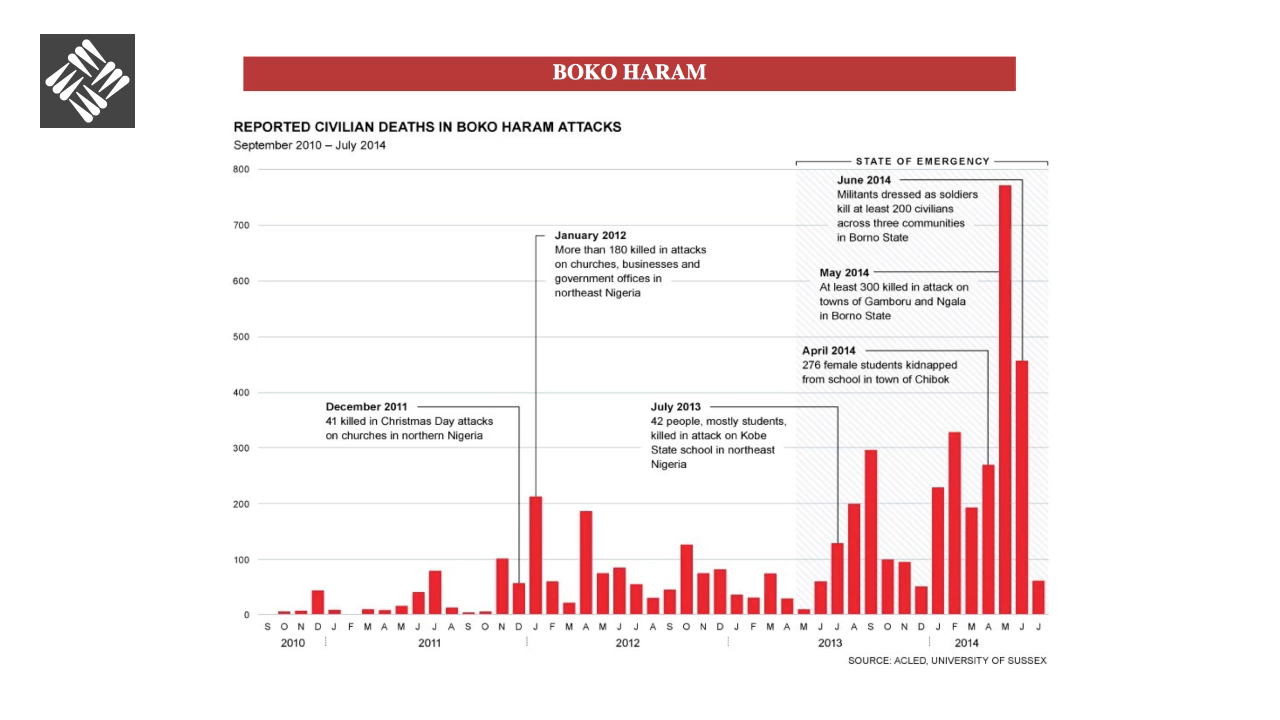 BOKO HARAM
REPORTED CIVILIAN DEATHS IN BOKO HARAM ATTACKS
September 2010 – July 2014
STATE OF EMERGENCY
800
700
600
500
400
300
200
100
0
June 2014
Militants dressed as soldiers
kill at least 200 civilians
across three communities
in Borno State
January 2012
More than 180 killed in attacks
on churches, businesses and
government offices in
northeast Nigeria
May 2014
At least 300 killed in attack on
towns of Gamboru and Ngala
in Borno State
April 2014
276 female students kidnapped
from school in town of Chibok
December 2011
41 killed in Christmas Day attacks
on churches in northern Nigeria
July 2013
42 people, mostly students,
killed in attack on Kobe
State school in northeast
Nigeria
S O N D J F M A M J J A S O N D J F M A M J J A S O N D J F M A M J J A S O N D J F M A M J J
2010 2011 2012 2013 2014
SOURCE: ACLED, UNIVERSITY OF SUSSEX